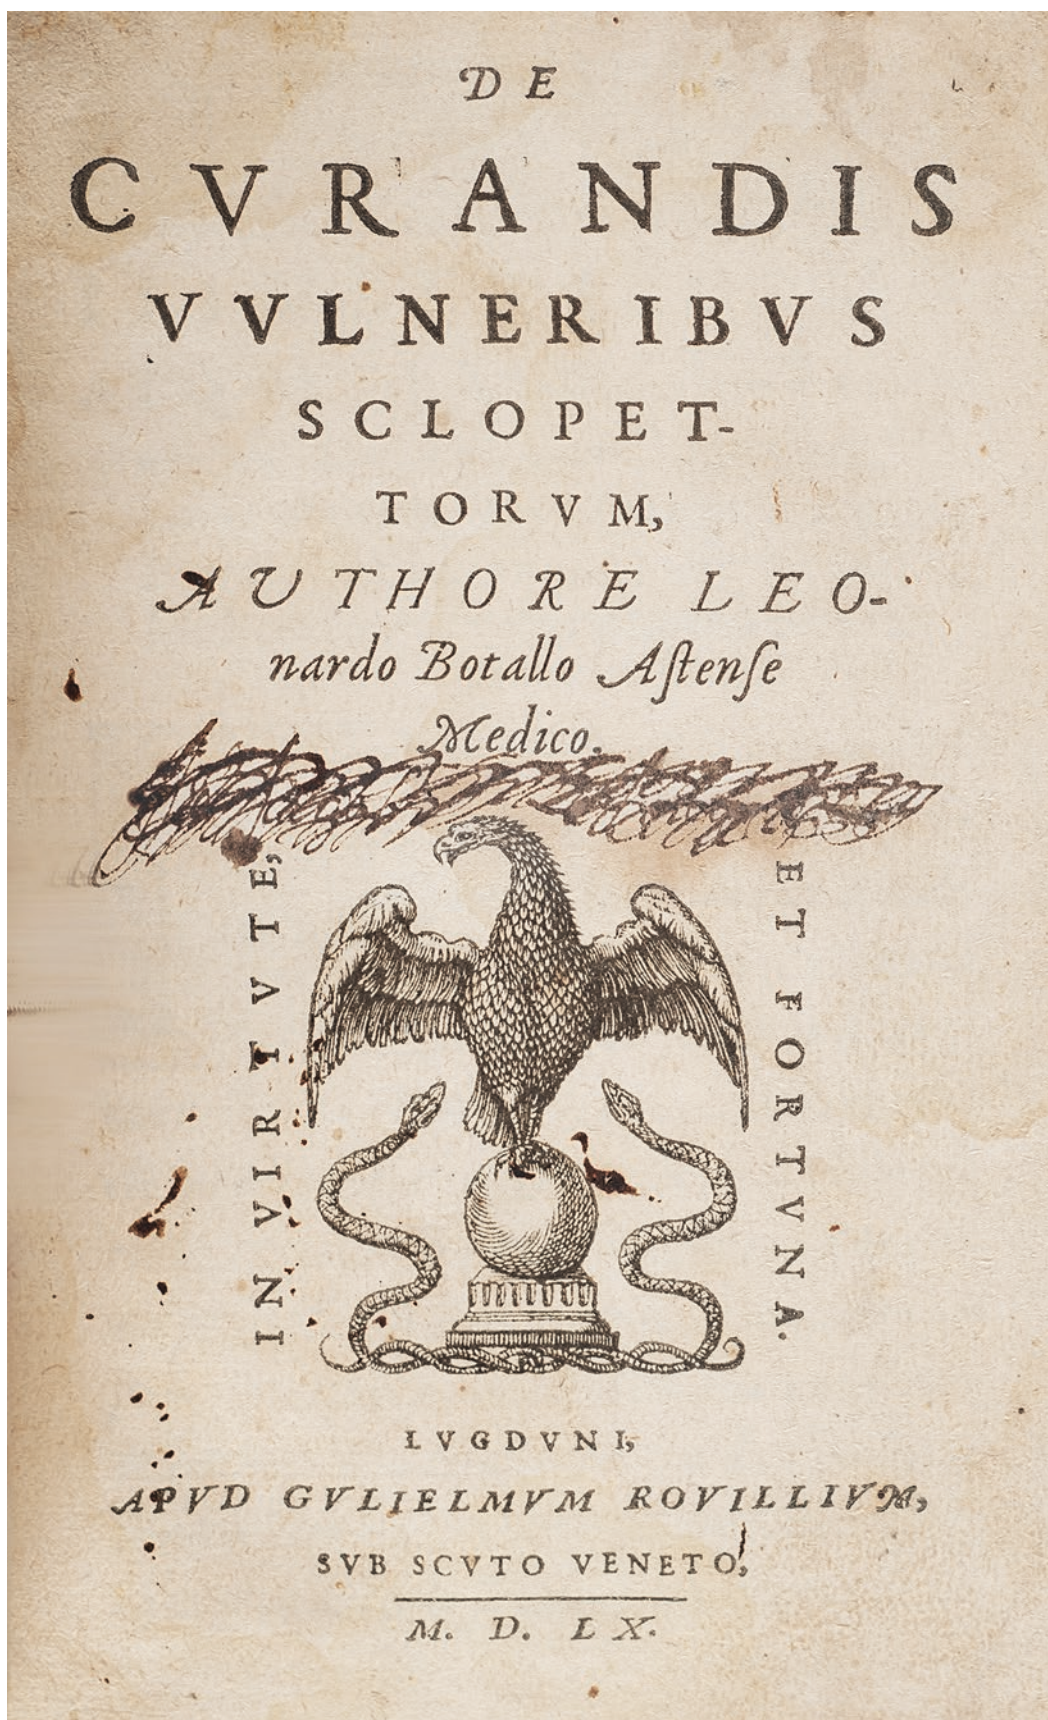 DE
CVRANDIS
VVLNERIBVS
SCLOPET-
TORVM,
AUTHORE LEO-
nardo Botallo Aſtenſe
Medico.
IN VIRTVTE,
ET FORTVNA.
LVGDVNI,
APVD GVLIELMVM ROVILLIVM,
SVB SCVTO VENETO,
M. D. LX.